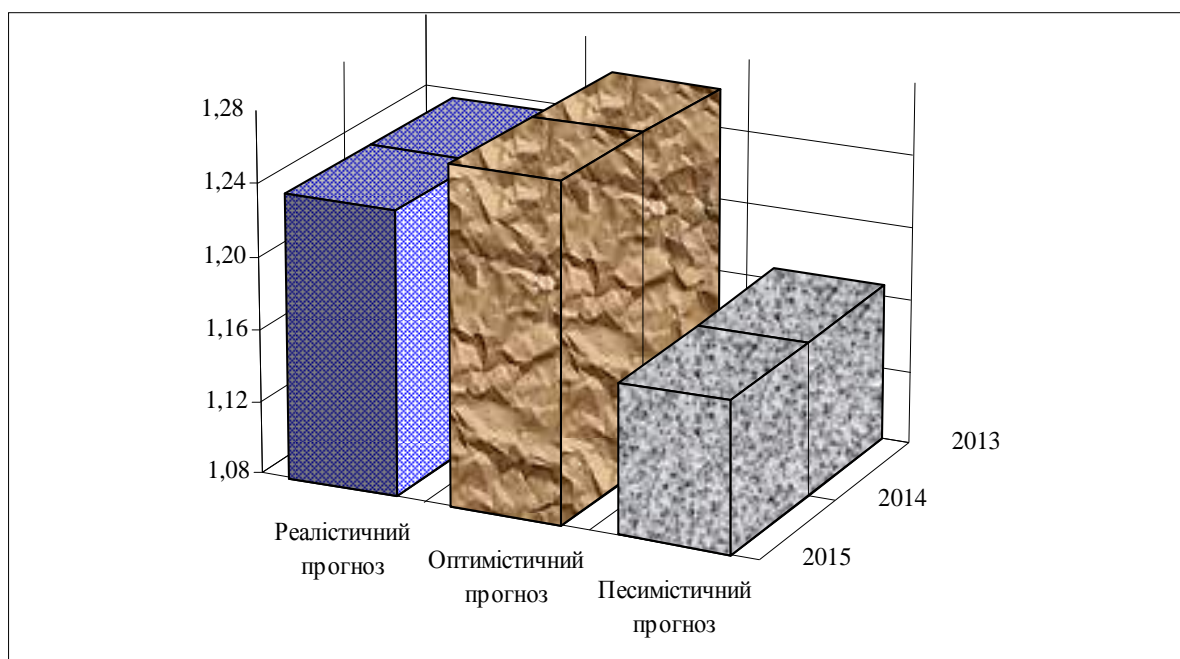 1,28
1,24
1,20
1,16
1,12
1,08
2013
2014
2015
Реалістичний
прогноз
Оптимістичний
прогноз
Песимістичний
прогноз